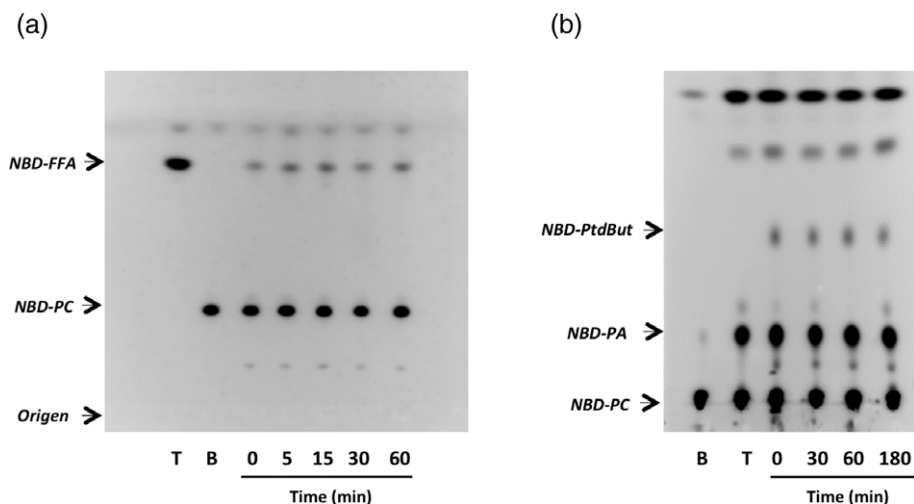 (a)
NBD-FFA
NBD-PC
Origen
T B 0 5 15 30 60
Time (min)
(b)
NBD-PtdBut
NBD-PA
NBD-PC
B T 0 30 60 180
Time (min)